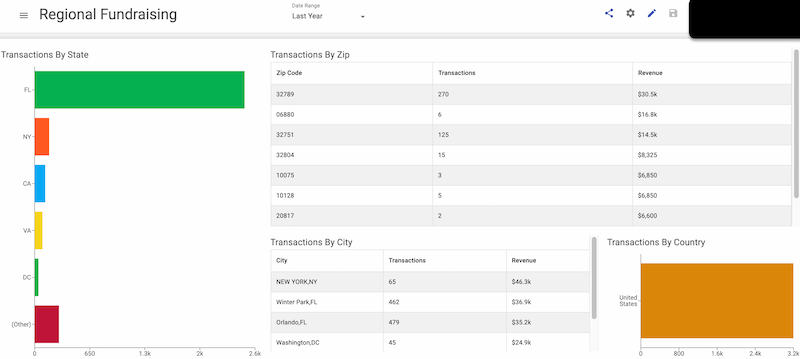 Regional Fundraising
Date Range
Last Year
Transactions By State
FL
NY
CA
VA
DC
(Other)
0 650 1.3k 2k 2.6k
Transactions By Zip
Zip Code Transactions Revenue
32789 270 $30.5k
06880 6 $16.8k
32751 125 $14.5k
32804 15 $8,325
10075 3 $6,850
10128 5 $6,850
20817 2 $6,600
Transactions By City
City Transactions Revenue
NEW YORK,NY 65 $46.3k
Winter Park,FL 462 $36.9k
Orlando,FL 479 $35.2k
Washington,DC 45 $24.9k
Transactions By Country
United
States
0 800 1.6k 2.4k 3.2k